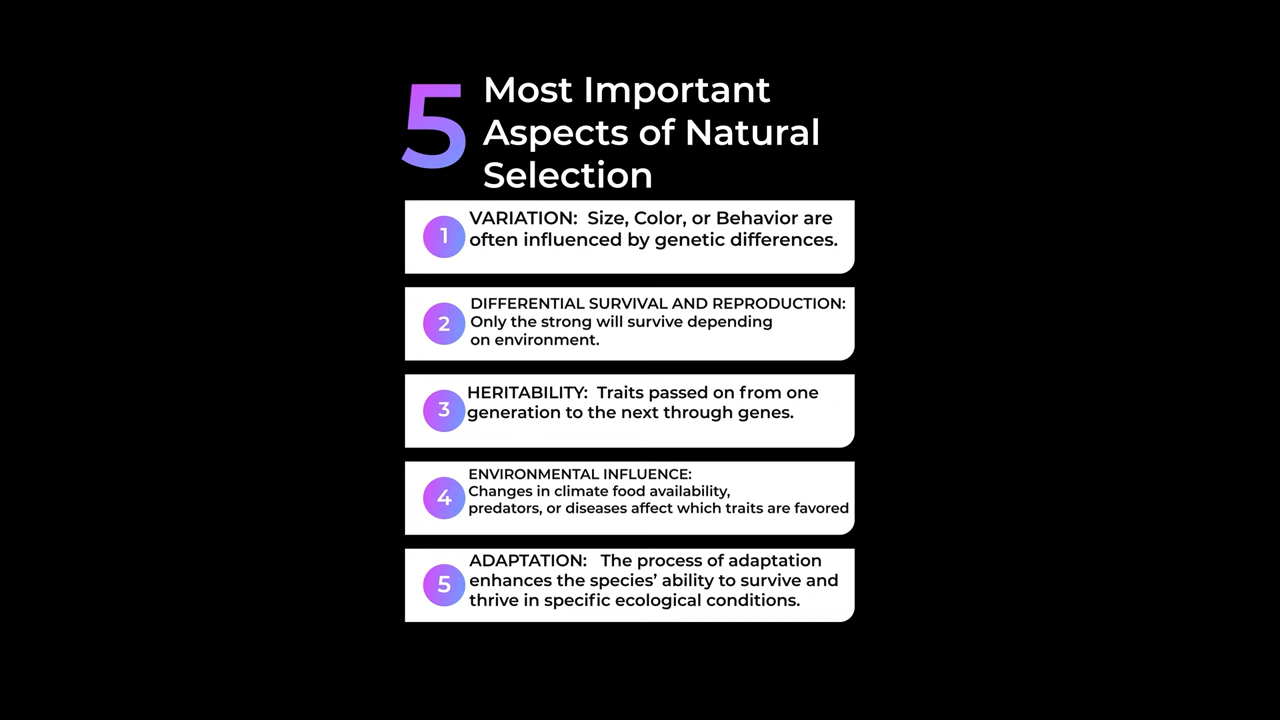 5
Most Important
Aspects of Natural
Selection
1
VARIATION:  Size, Color, or Behavior are
often influenced by genetic differences.
2
DIFFERENTIAL SURVIVAL AND REPRODUCTION:
Only the strong will survive depending
on environment.
3
HERITABILITY:  Traits passed on from one
generation to the next through genes.
4
ENVIRONMENTAL INFLUENCE:
Changes in climate food availability,
predators, or diseases affect which traits are favored
5
ADAPTATION:   The process of adaptation
enhances the species’ ability to survive and
thrive in specific ecological conditions.